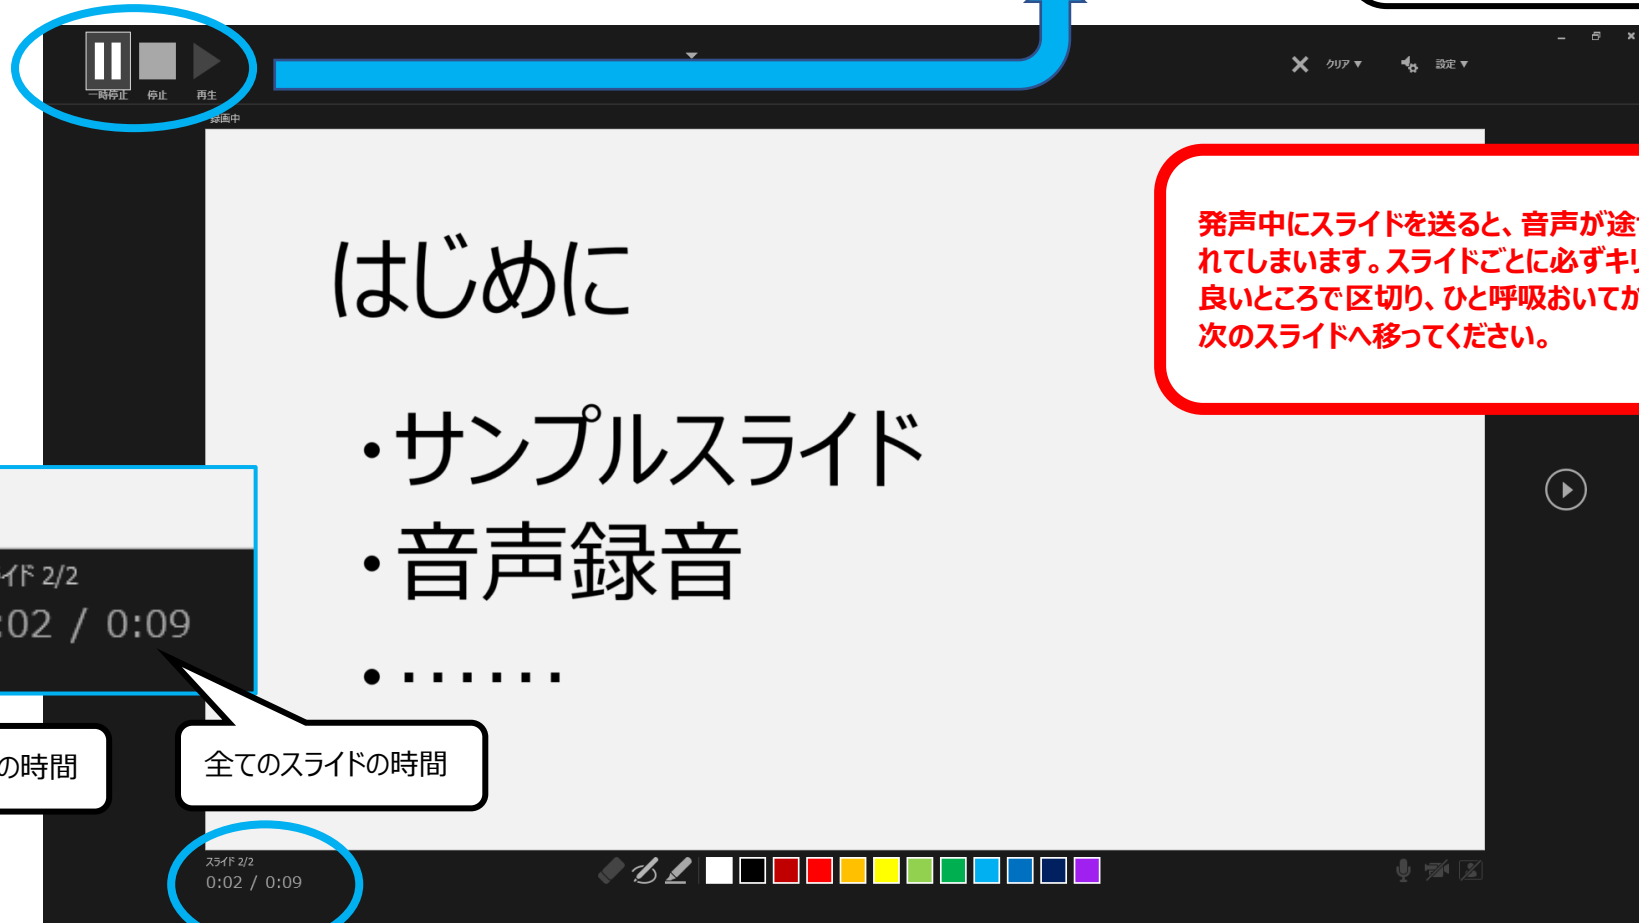 一時停止 停止 再生
クリア▼ 設定▼
録画中
はじめに
・サンプルスライド
・音声録音
・……
発声中にスライドを送ると、音声が途
れてしまいます。スライドごとに必ずキリ
良いところで区切り、ひと呼吸おいてか
次のスライドへ移ってください。
イド 2/2
:02 / 0:09
の時間
全てのスライドの時間
スライド 2/2
0:02 / 0:09